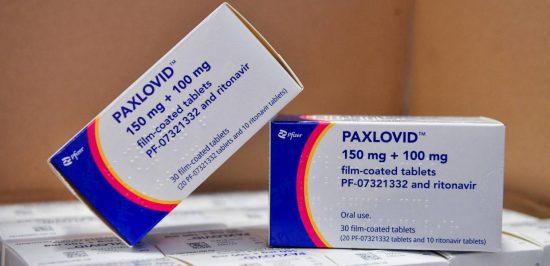 PAXLOVID™
150 mg + 100 mg
film-coated tablets
PF-07321332 and ritonavir
30 film-coated tablets
(20 PF-07321332 tablets and 10 ritonavir tablets)
Pfizer
Pfizer
PAXLOVID™
150 mg + 100 mg
film-coated tablets
PF-07321332 and ritonavir
Oral use.
30 film-coated tablets
(20 PF-07321332 tablets and 10 ritonavir tablets)